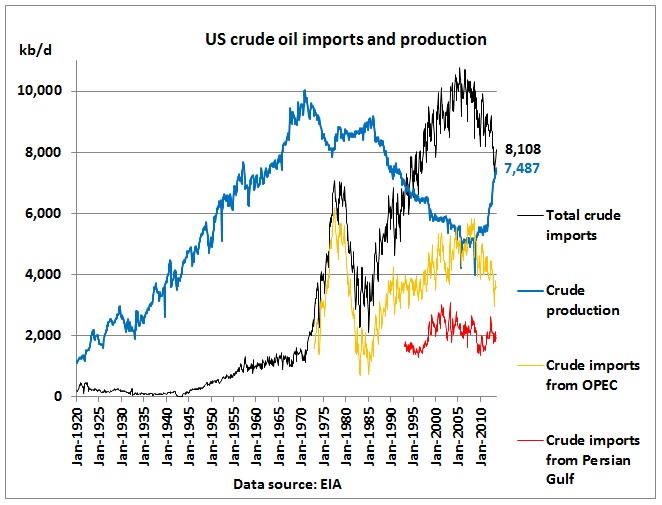 US crude oil imports and production
kb/d
10,000
8,000
6,000
4,000
2,000
0
8,108
7,487
Total crude
imports
Crude
production
Crude imports
from OPEC
Crude imports
from Persian
Gulf
Jan-1920
Jan-1925
Jan-1930
Jan-1935
Jan-1940
Jan-1945
Jan-1950
Jan-1955
Jan-1960
Jan-1965
Jan-1970
Jan-1975
Jan-1980
Jan-1985
Jan-1990
Jan-1995
Jan-2000
Jan-2005
Jan-2010
Data source: EIA